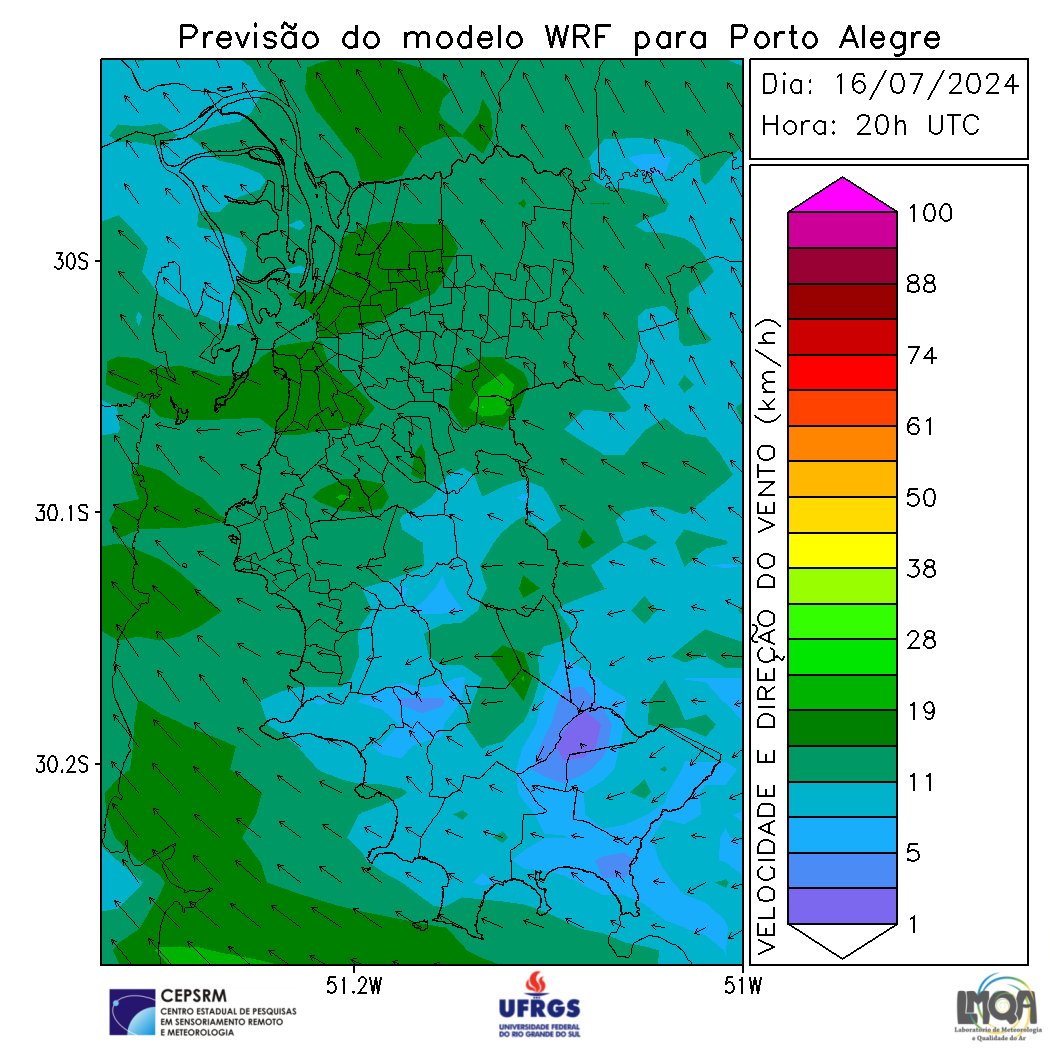 Previsão do modelo WRF para Porto Alegre
Dia: 16/07/2024
Hora: 20h UTC
30S
30.1S
30.2S
51.2W
51W
VELOCIDADE E DIREÇÃO DO VENTO (km/h)
100
88
74
61
50
38
28
19
11
5
1
CEPSRM
CENTRO ESTADUAL DE PESQUISAS
EM SENSORIAMENTO REMOTO
E METEOROLOGIA
UFRGS
UNIVERSIDADE FEDERAL
DO RIO GRANDE DO SUL
LMQA
Laboratório de Meteorologia
e Qualidade do Ar